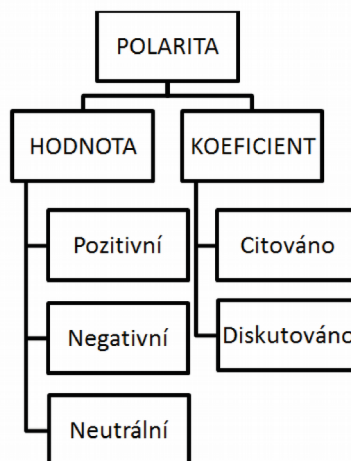 POLARITA
HODNOTA
KOEFICIENT
Pozitivní
Citováno
Negativní
Diskutováno
Neutrální